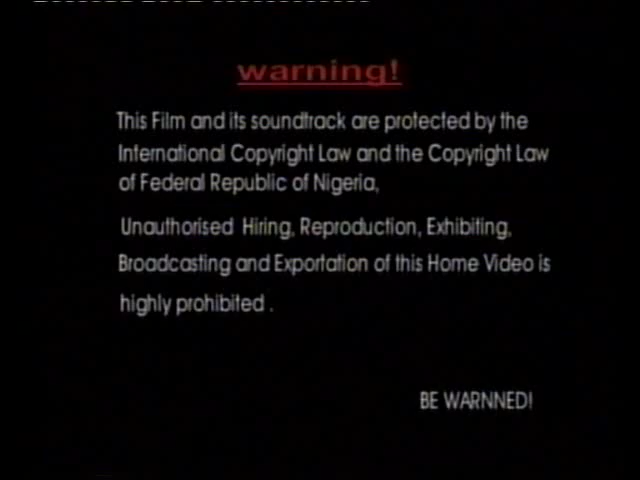 warning!
This Film and its soundtrack are protected by the
International Copyright Law and the Copyright Law
of Federal Republic of Nigeria,
Unauthorised Hiring, Reproduction, Exhibiting,
Broadcasting and Exportation of this Home Video is
highly prohibited .
BE WARNNED!